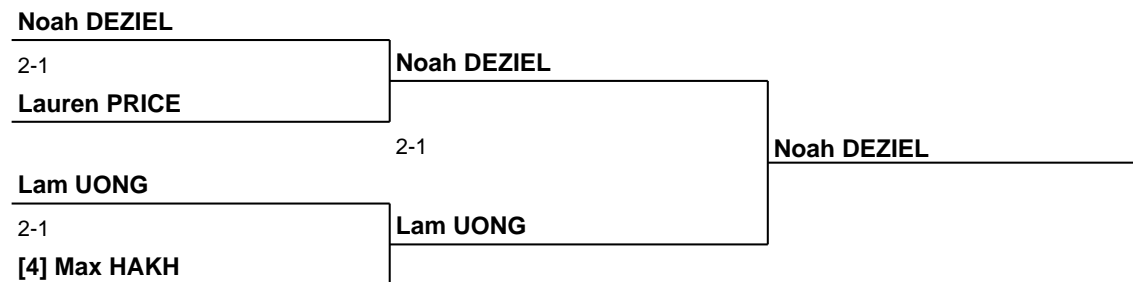 Noah DEZIEL
2-1
Noah DEZIEL
Lauren PRICE
2-1
Noah DEZIEL
Lam UONG
2-1
Lam UONG
[4] Max HAKH